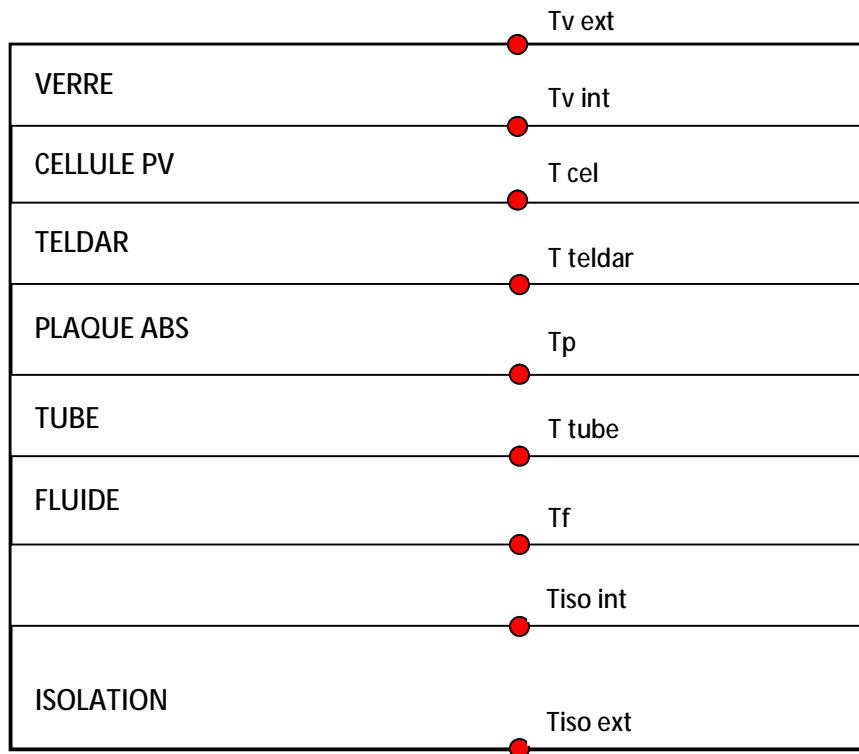 Tv ext
VERRE
Tv int
CELLULE PV
T cel
TELDAR
T teldar
PLAQUE ABS
Tp
TUBE
T tube
FLUIDE
Tf
Tiso int
ISOLATION
Tiso ext